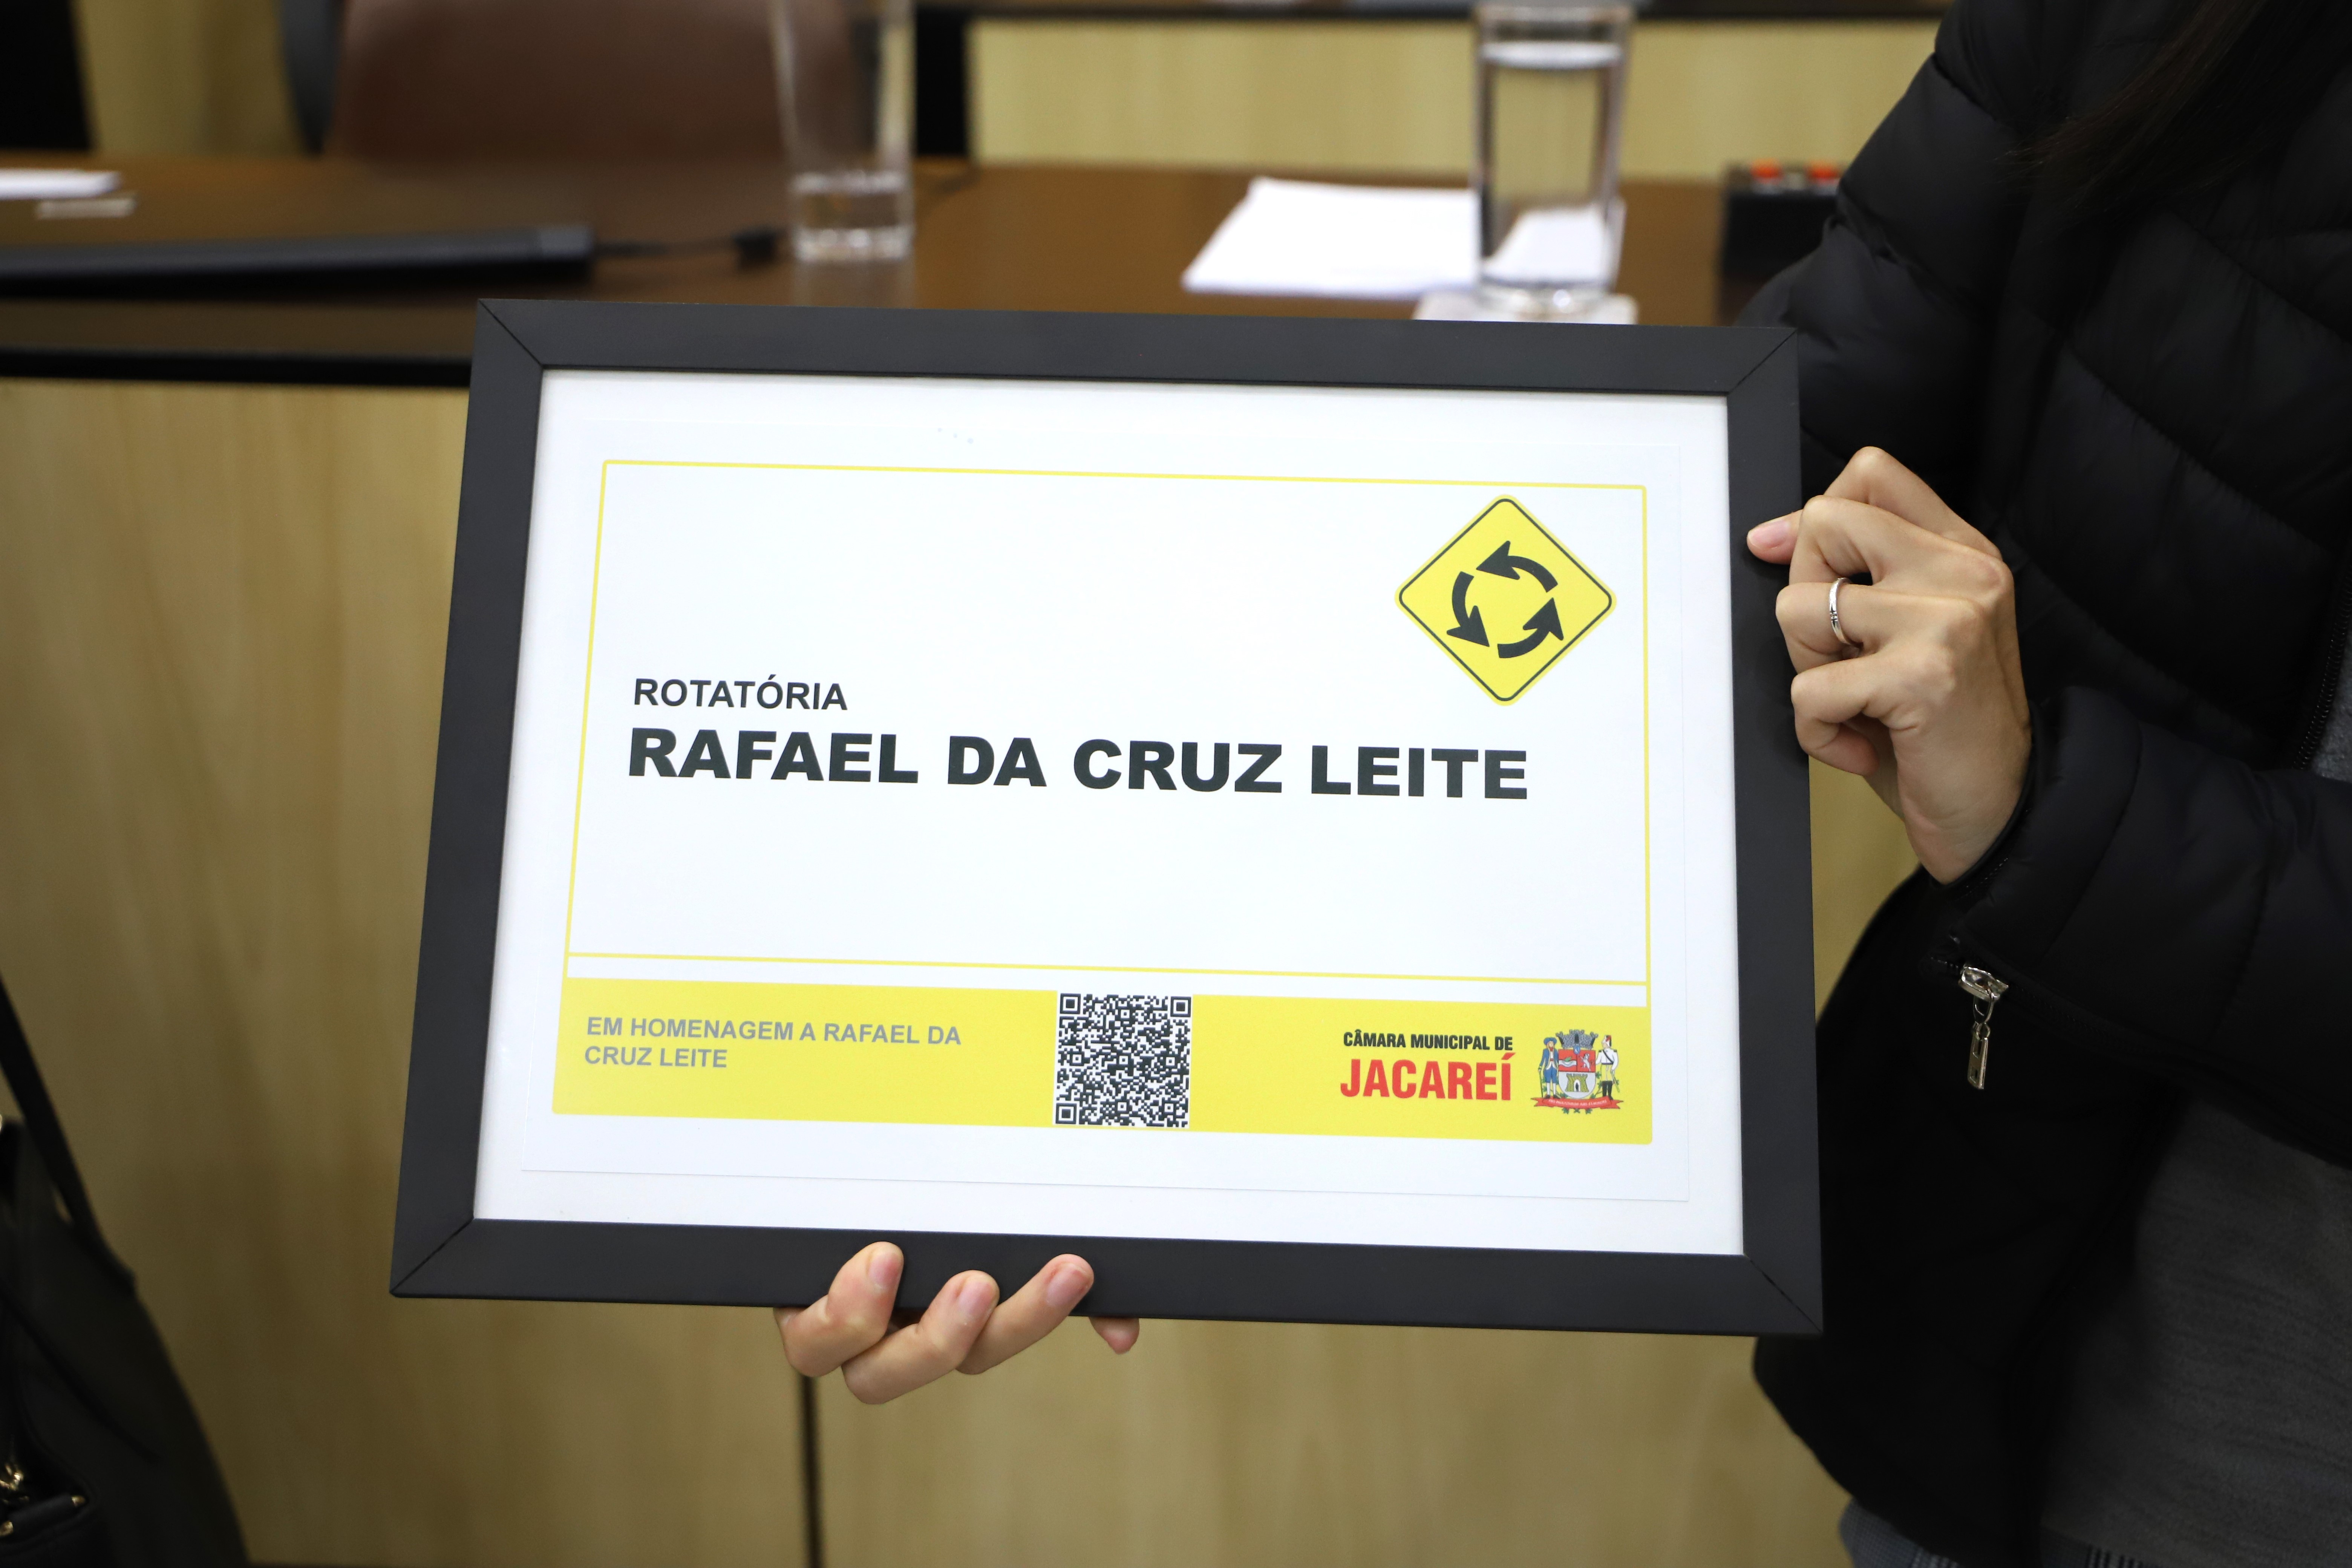 ROTATÓRIA
RAFAEL DA CRUZ LEITE
EM HOMENAGEM A RAFAEL DA
CRUZ LEITE
CÂMARA MUNICIPAL DE
JACAREÍ